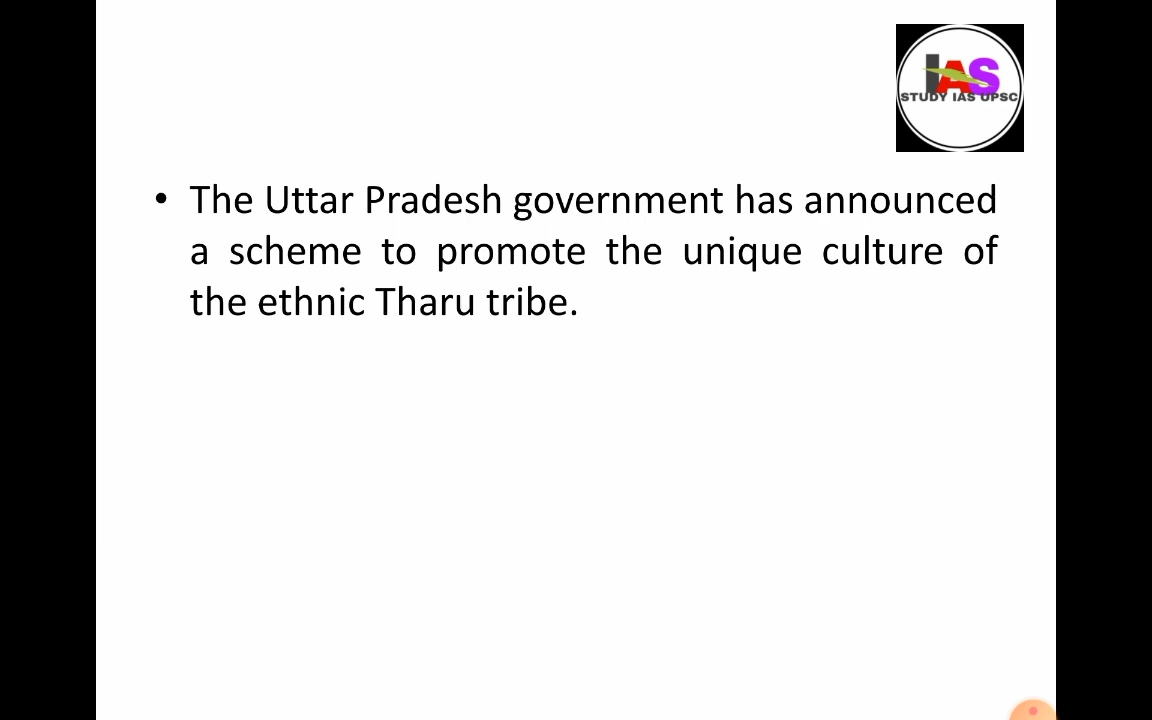 IAS
STUDY IAS UPSC
• The Uttar Pradesh government has announced
a scheme to promote the unique culture of
the ethnic Tharu tribe.